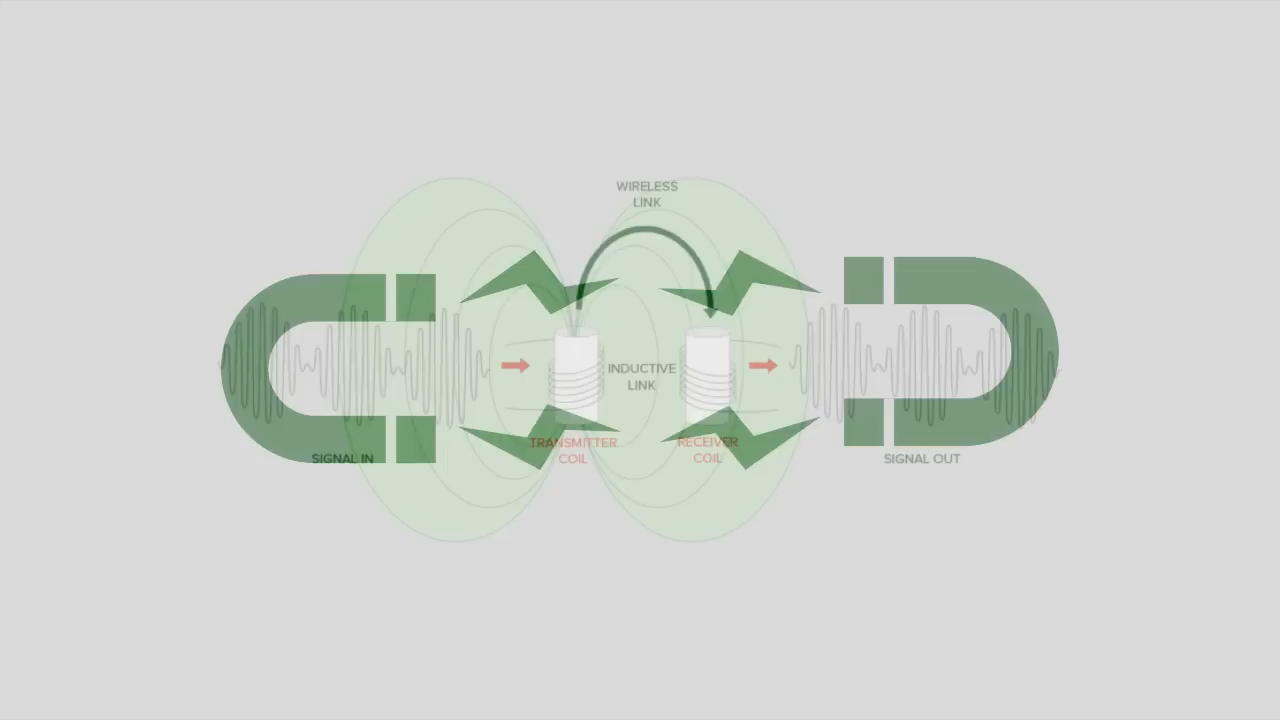 WIRELESS
LINK
INDUCTIVE
LINK
TRANSMITTER
COIL
RECEIVER
COIL
SIGNAL IN
SIGNAL OUT